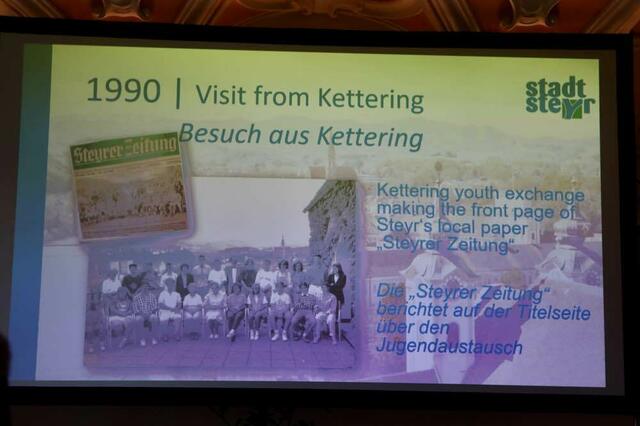 1990 | Visit from Kettering
Besuch aus Kettering
stadt
steyr
Steyrer Zeitung
Kettering youth exchange
making the front page of
Steyr's local paper
„Steyrer Zeitung"
Die „Steyrer Zeitung"
berichtet auf der Titelseite
über den
Jugendaustausch